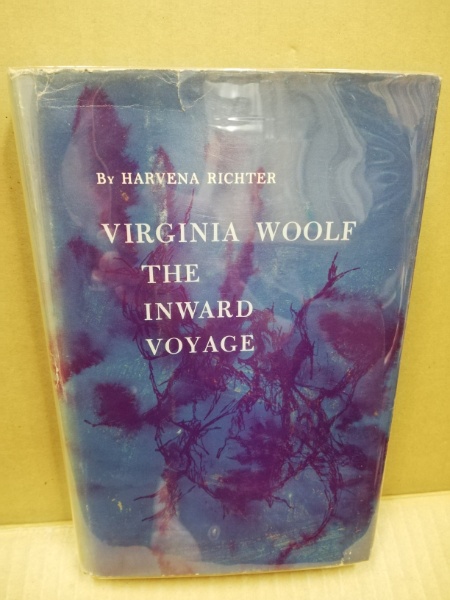 By HARVENA RICHTER
VIRGINIA WOOLF
THE
INWARD
VOYAGE